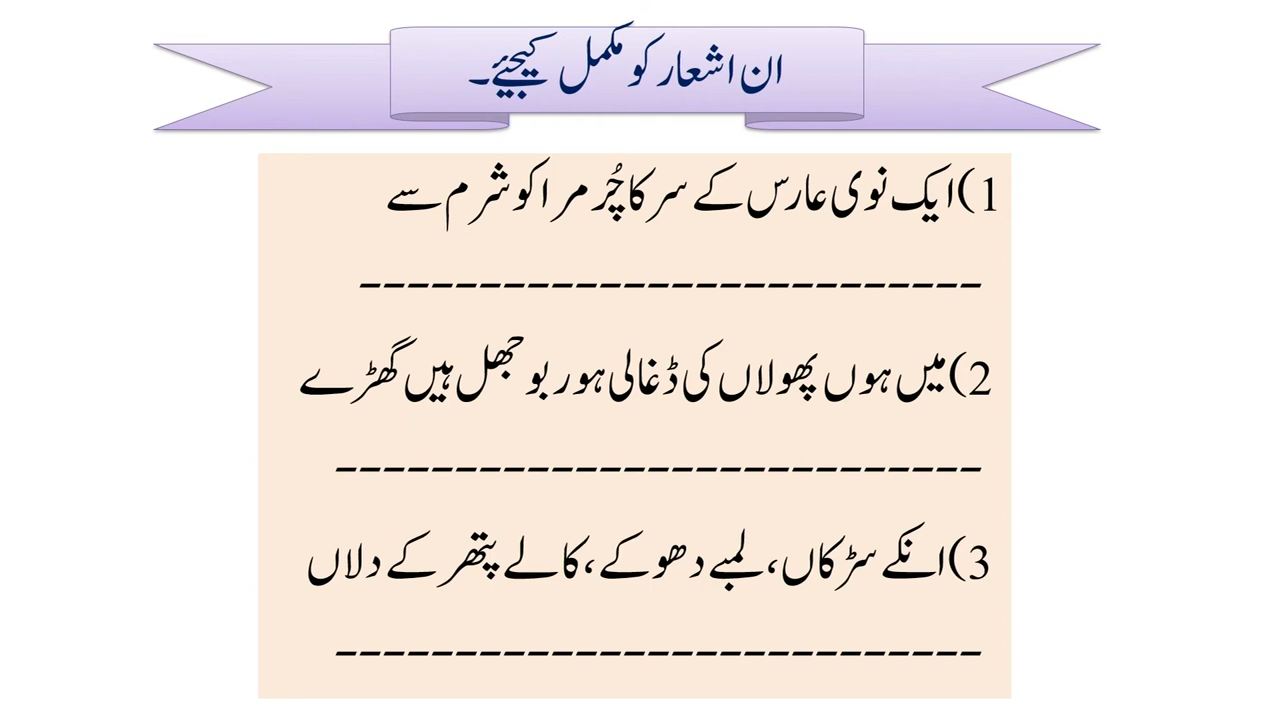 ان اشعار کو مکمل کیجئے۔
1)ایک نوی عارس کے سر کا چُرمرا کو شرم سے
---------------------------
2)میں ہوں پھولاں کی ڈغالی ہور بوجھل ہیں گھڑے
----------------------------
3)انکے سڑکاں،لمبے دھوکے،کالے پتھر کے دلاں
----------------------------